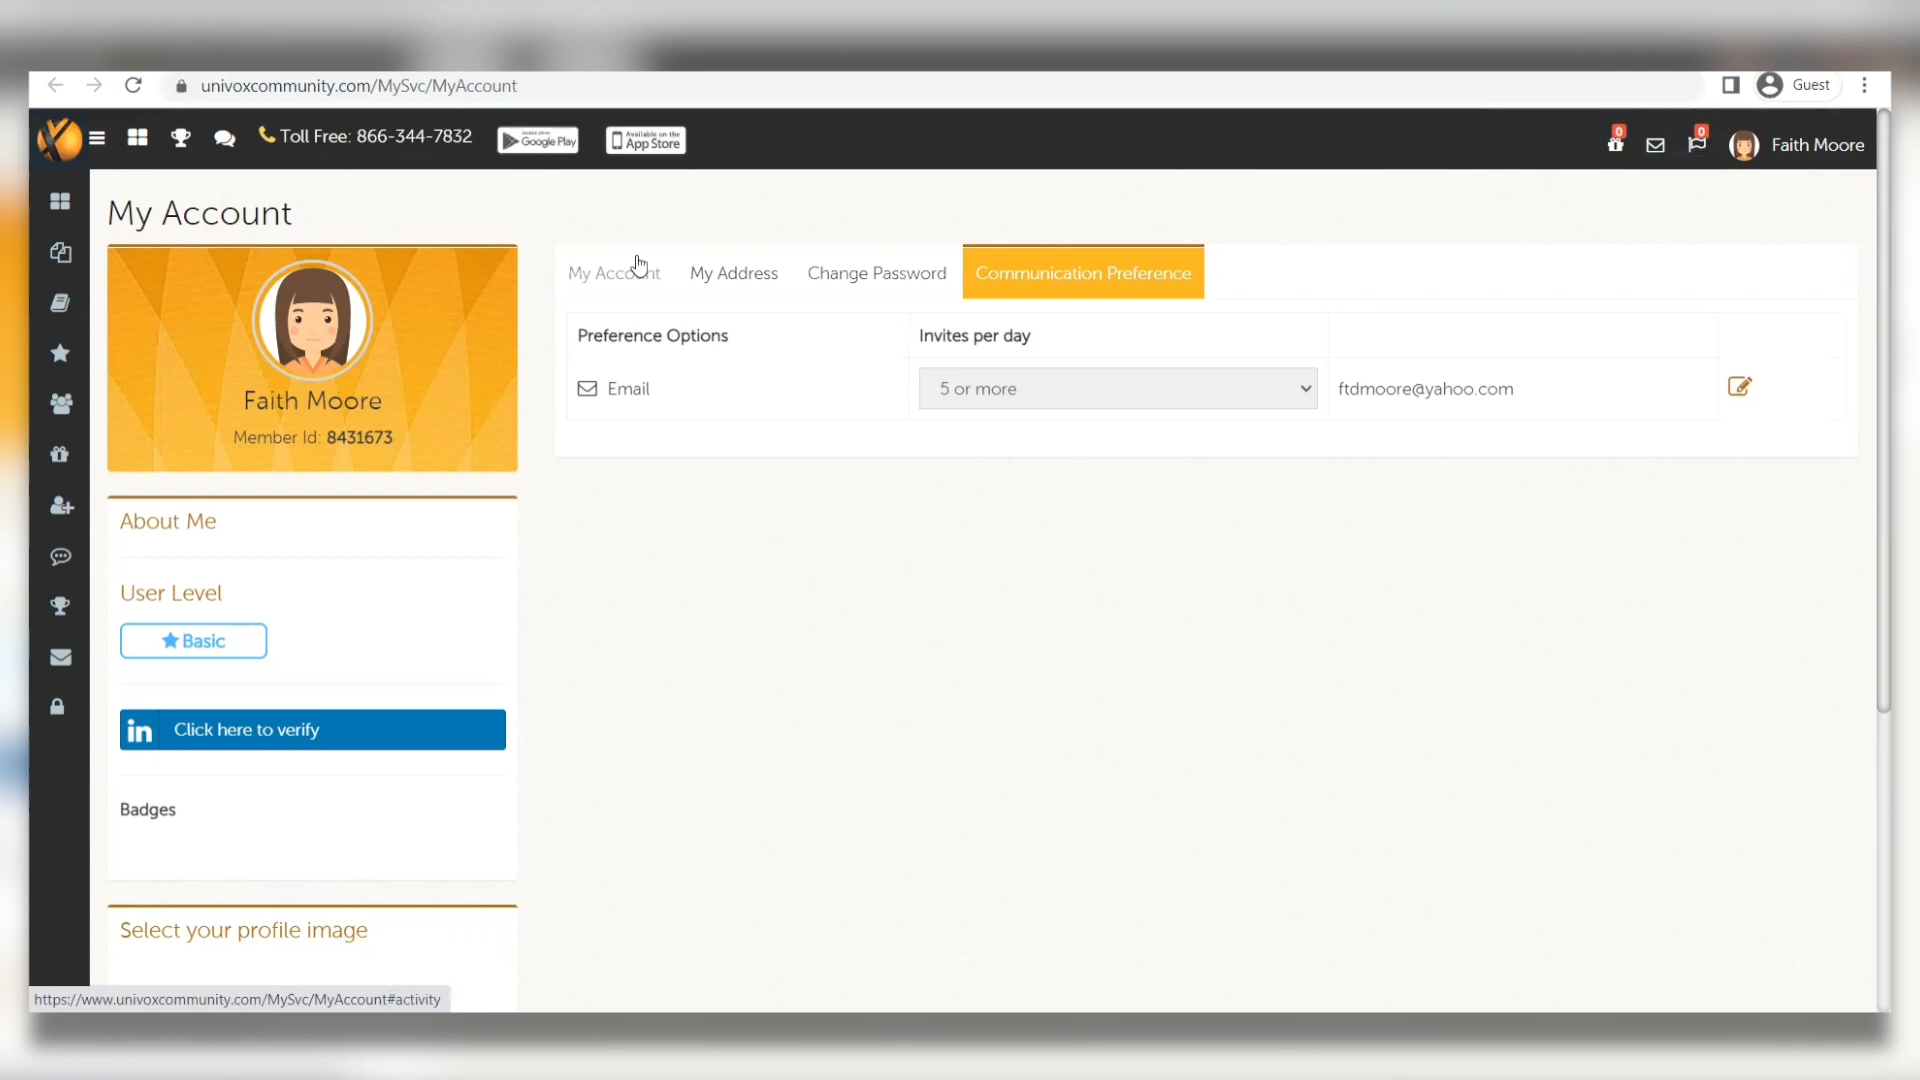 univoxcommunity.com/MySvc/MyAccount
Guest
Toll Free: 866-344-7832
Google Play
Available on the
App Store
0
0
Faith Moore
My Account
Faith Moore
Member Id: 8431673
My Account
My Address
Change Password
Communication Preference
Preference Options
Invites per day
Email
5 or more
ftdmoore@yahoo.com
About Me
User Level
Basic
in
Click here to verify
Badges
Select your profile image
https://www.univoxcommunity.com/MySvc/MyAccount#activity